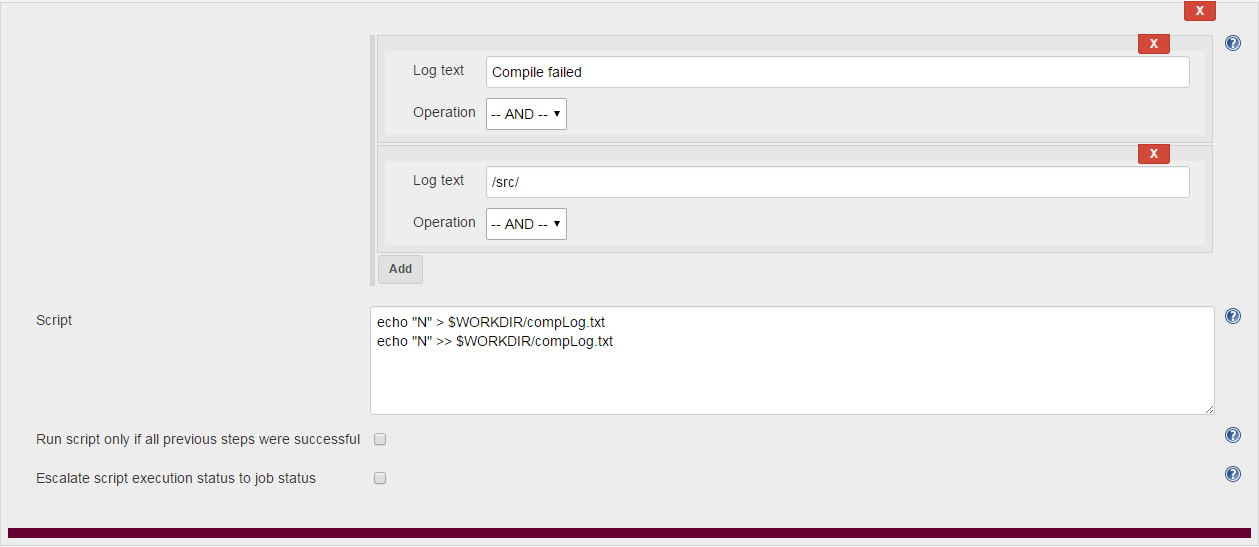 X
X
Log text Compile failed
Operation -- AND --
X
Log text /src/
Operation -- AND --
Add
Script
echo "N" > $WORKDIR/compLog.txt
echo "N" >> $WORKDIR/compLog.txt
Run script only if all previous steps were successful
Escalate script execution status to job status